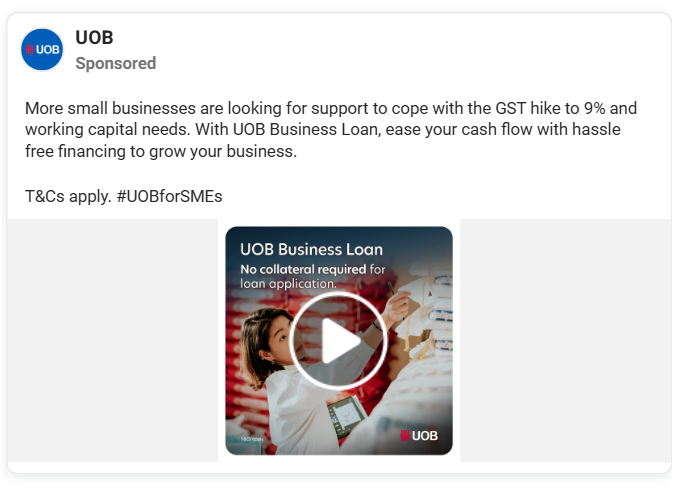 UOB
UOB
Sponsored
More small businesses are looking for support to cope with the GST hike to 9% and
working capital needs. With UOB Business Loan, ease your cash flow with hassle
free financing to grow your business.
T&Cs apply. #UOBforSMEs
UOB Business Loan
No collateral required for
loan application.
UOB